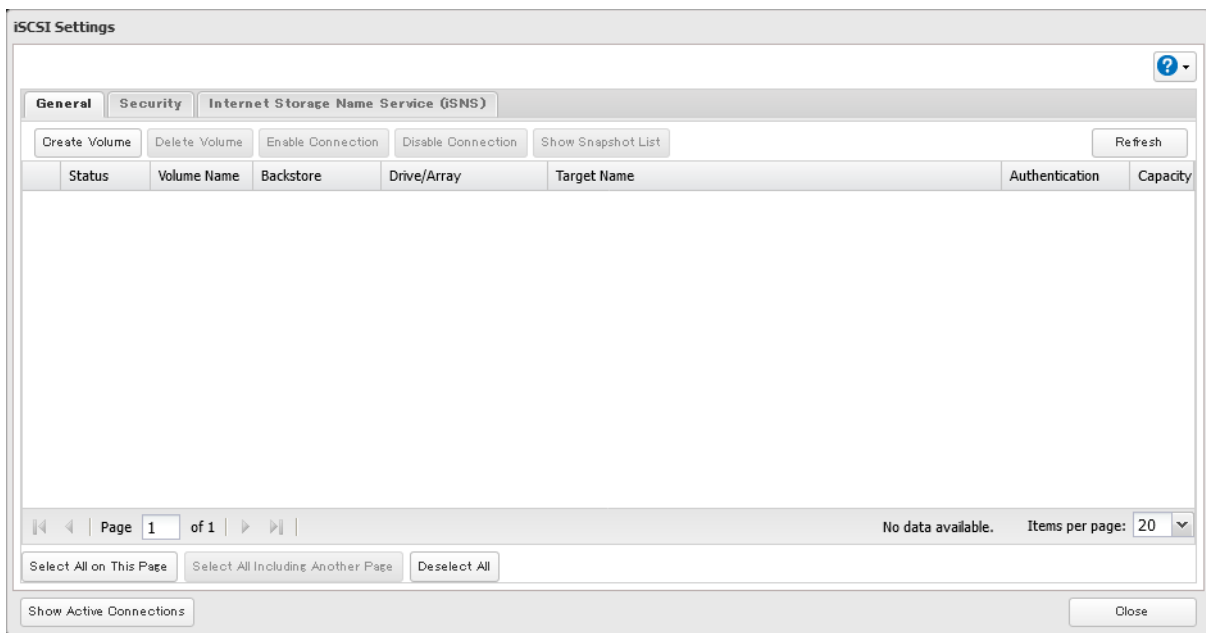 iSCSI Settings
?
General Security Internet Storage Name Service (iSNS)
Create Volume Delete Volume Enable Connection Disable Connection Show Snapshot List Refresh
Status Volume Name Backstore Drive/Array Target Name Authentication Capacity
Page 1 of 1 No data available. Items per page: 20
Select All on This Page Select All Including Another Page Deselect All
Show Active Connections Close